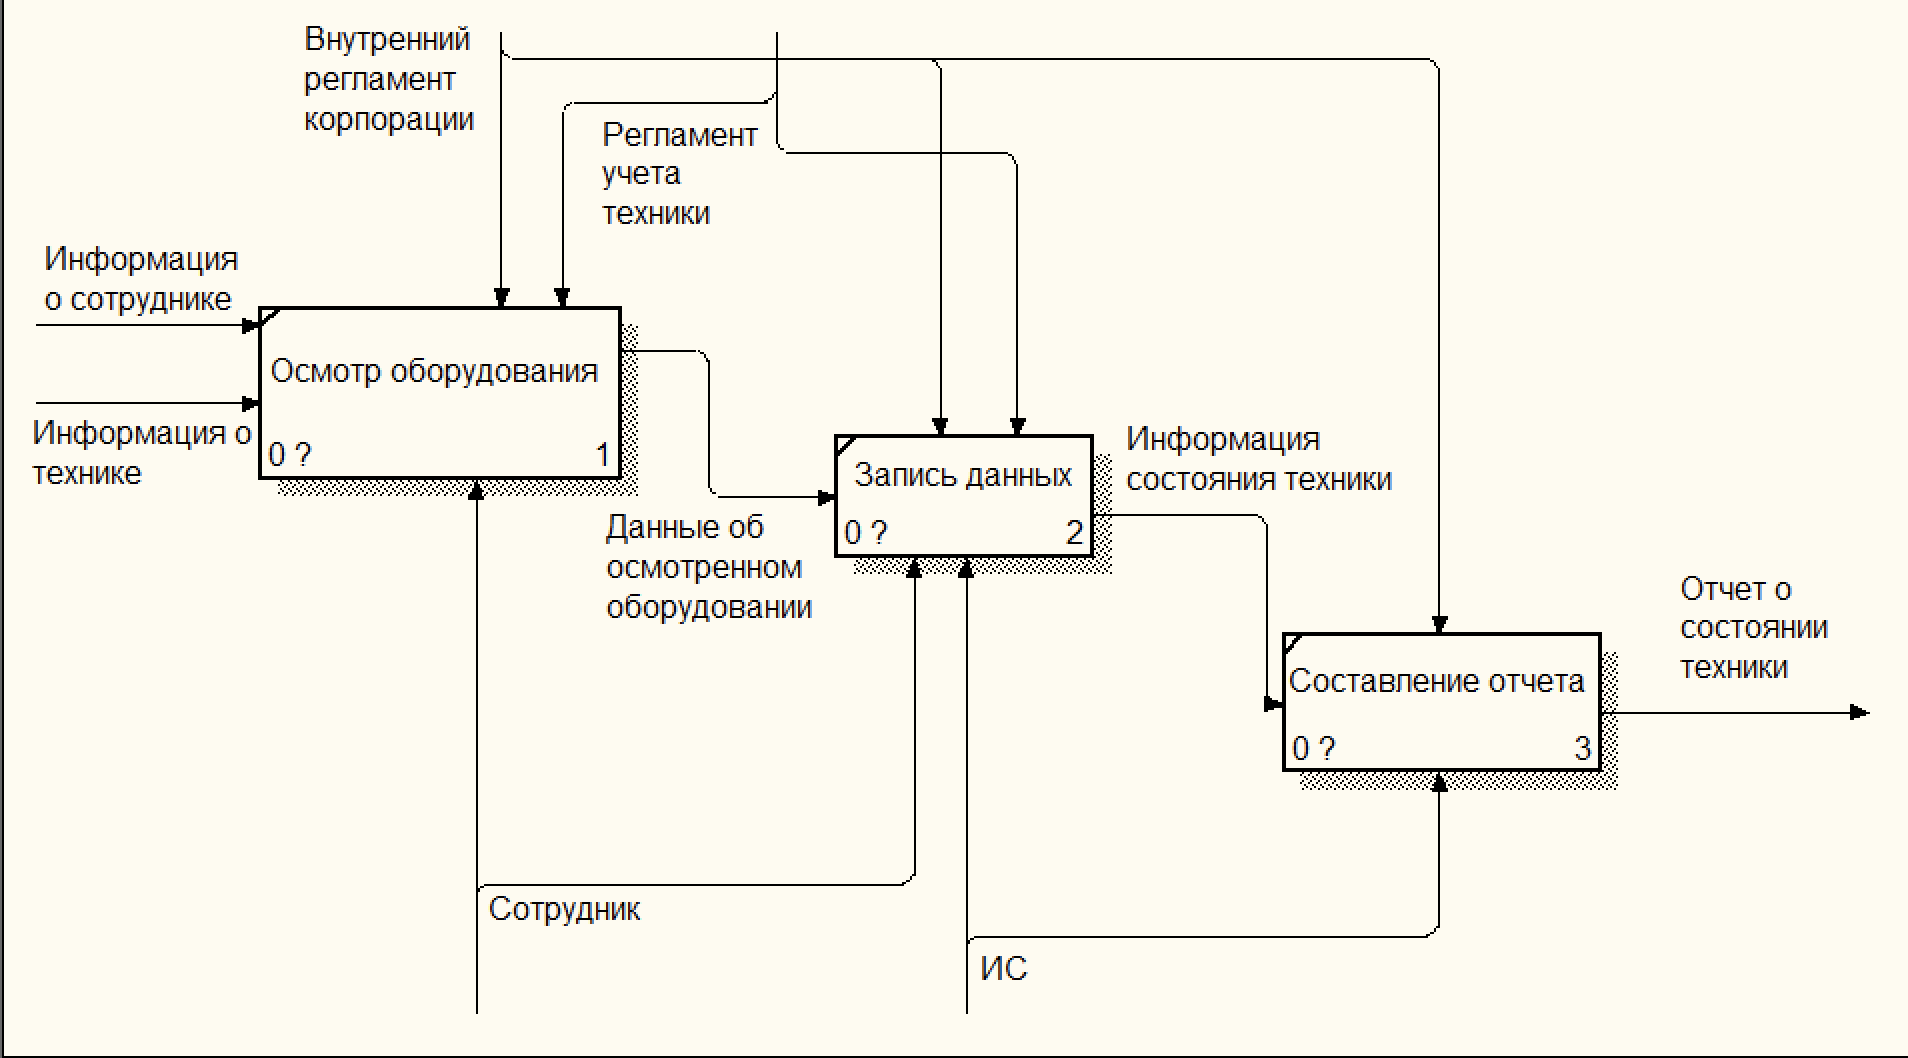 Внутренний
регламент
корпорации
Регламент
учета
техники
Информация
о сотруднике
Информация о
технике
Осмотр оборудования
0 ?
1
Данные об
осмотренном
оборудовании
Запись данных
0 ?
2
Информация
состояния техники
Составление отчета
0 ?
3
Отчет о
состоянии
техники
Сотрудник
ИС